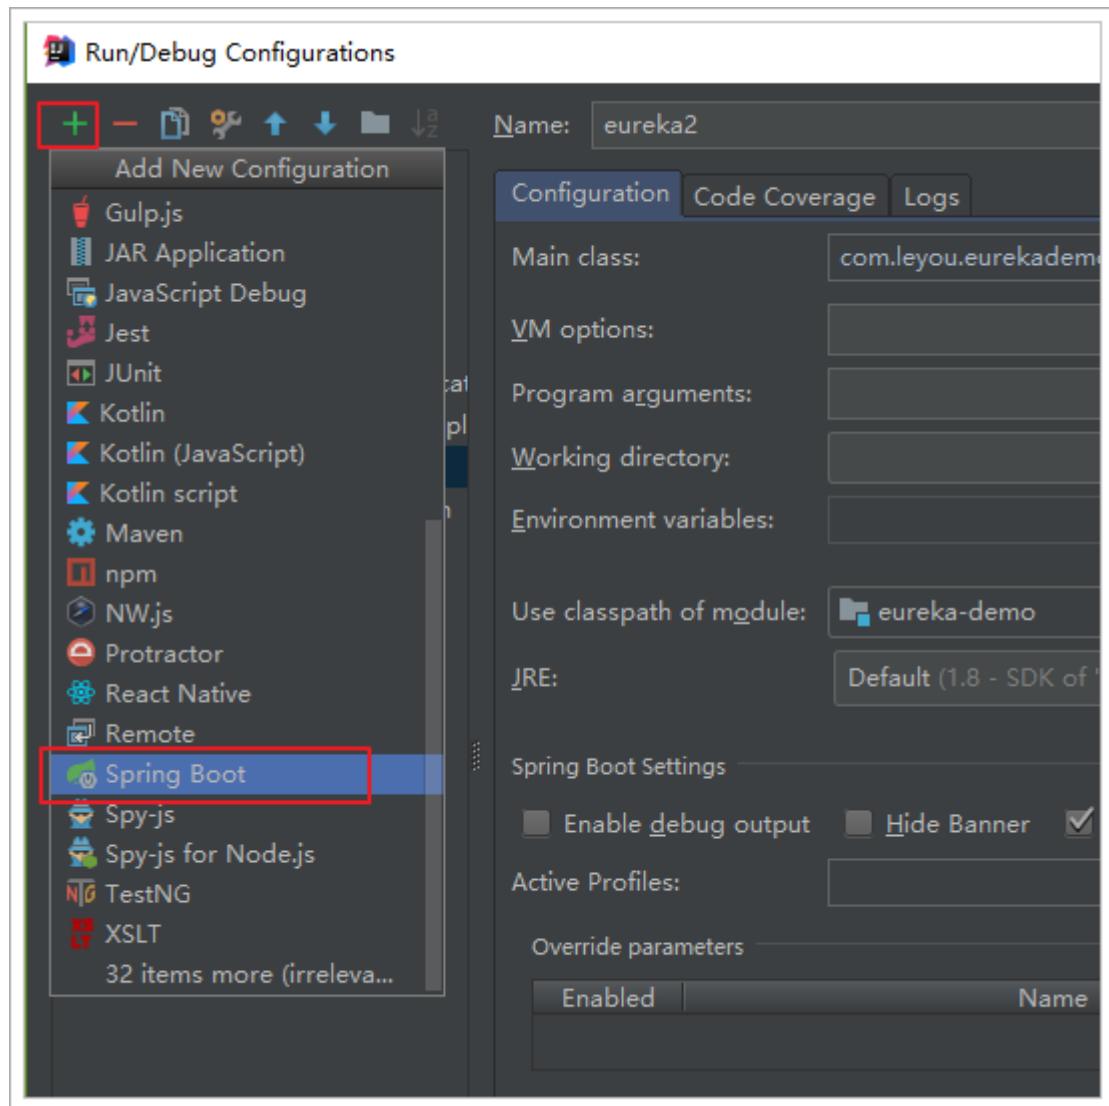 Run/Debug Configurations
Name: eureka2
Add New Configuration
Gulp.js
JAR Application
JavaScript Debug
Jest
JUnit
Kotlin
Kotlin (JavaScript)
Kotlin script
Maven
npm
NW.js
Protractor
React Native
Remote
Spring Boot
Spy-js
Spy-js for Node.js
TestNG
XSLT
32 items more (irreleva...
Configuration
Code Coverage
Logs
Main class: com.leyou.eurekadem
VM options:
Program arguments:
Working directory:
Environment variables:
Use classpath of module: eureka-demo
JRE: Default (1.8 - SDK of '
Spring Boot Settings
Enable debug output
Hide Banner
Active Profiles:
Override parameters
Enabled
Name